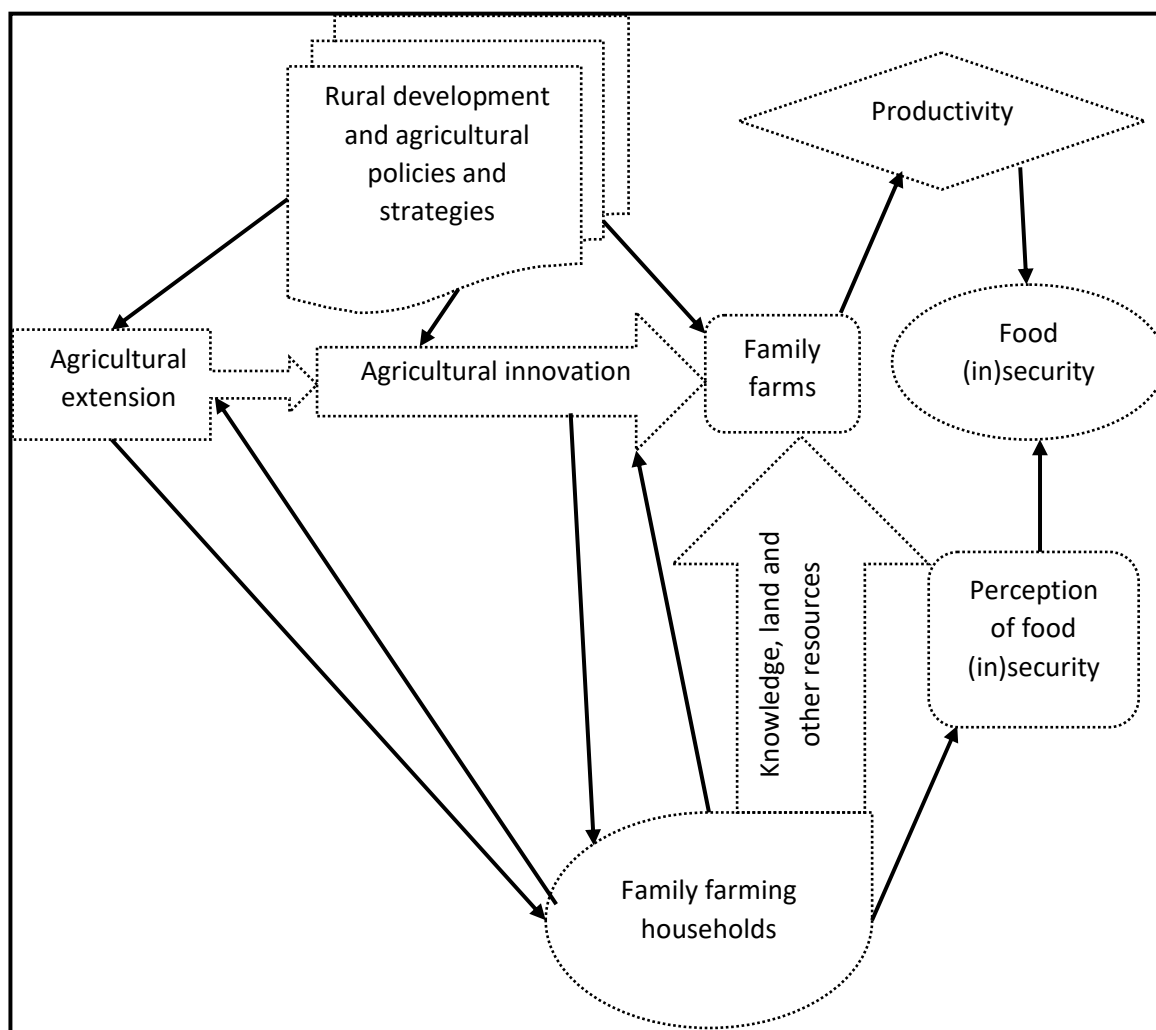 Rural development
and agricultural
policies and
strategies
Productivity
Agricultural
extension
Agricultural innovation
Family
farms
Food
(in)security
Knowledge, land and
other resources
Perception
of food
(in)security
Family farming
households